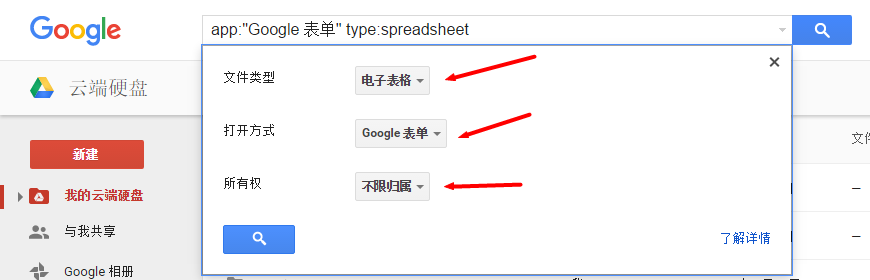 Google
app:"Google 表单" type:spreadsheet
云端硬盘
文件类型
电子表格
打开方式
Google 表单
所有权
不限归属
了解详情
新建
我的云端硬盘
与我共享
Google 相册
文